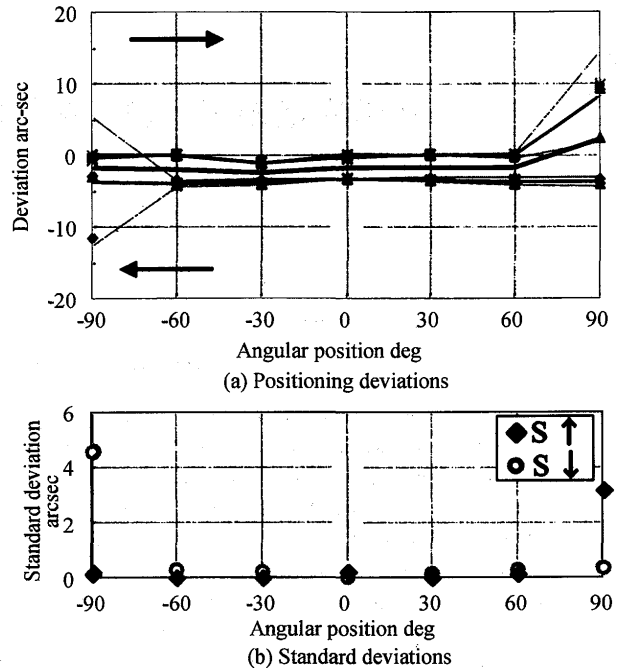 20
10
0
-10
-20
Deviation arc-sec
-90 -60 -30 0 30 60 90
Angular position deg
(a) Positioning deviations
6
4
2
0
Standard deviation
arcsec
◆S ↑
○S ↓
-90 -60 -30 0 30 60 90
Angular position deg
(b) Standard deviations